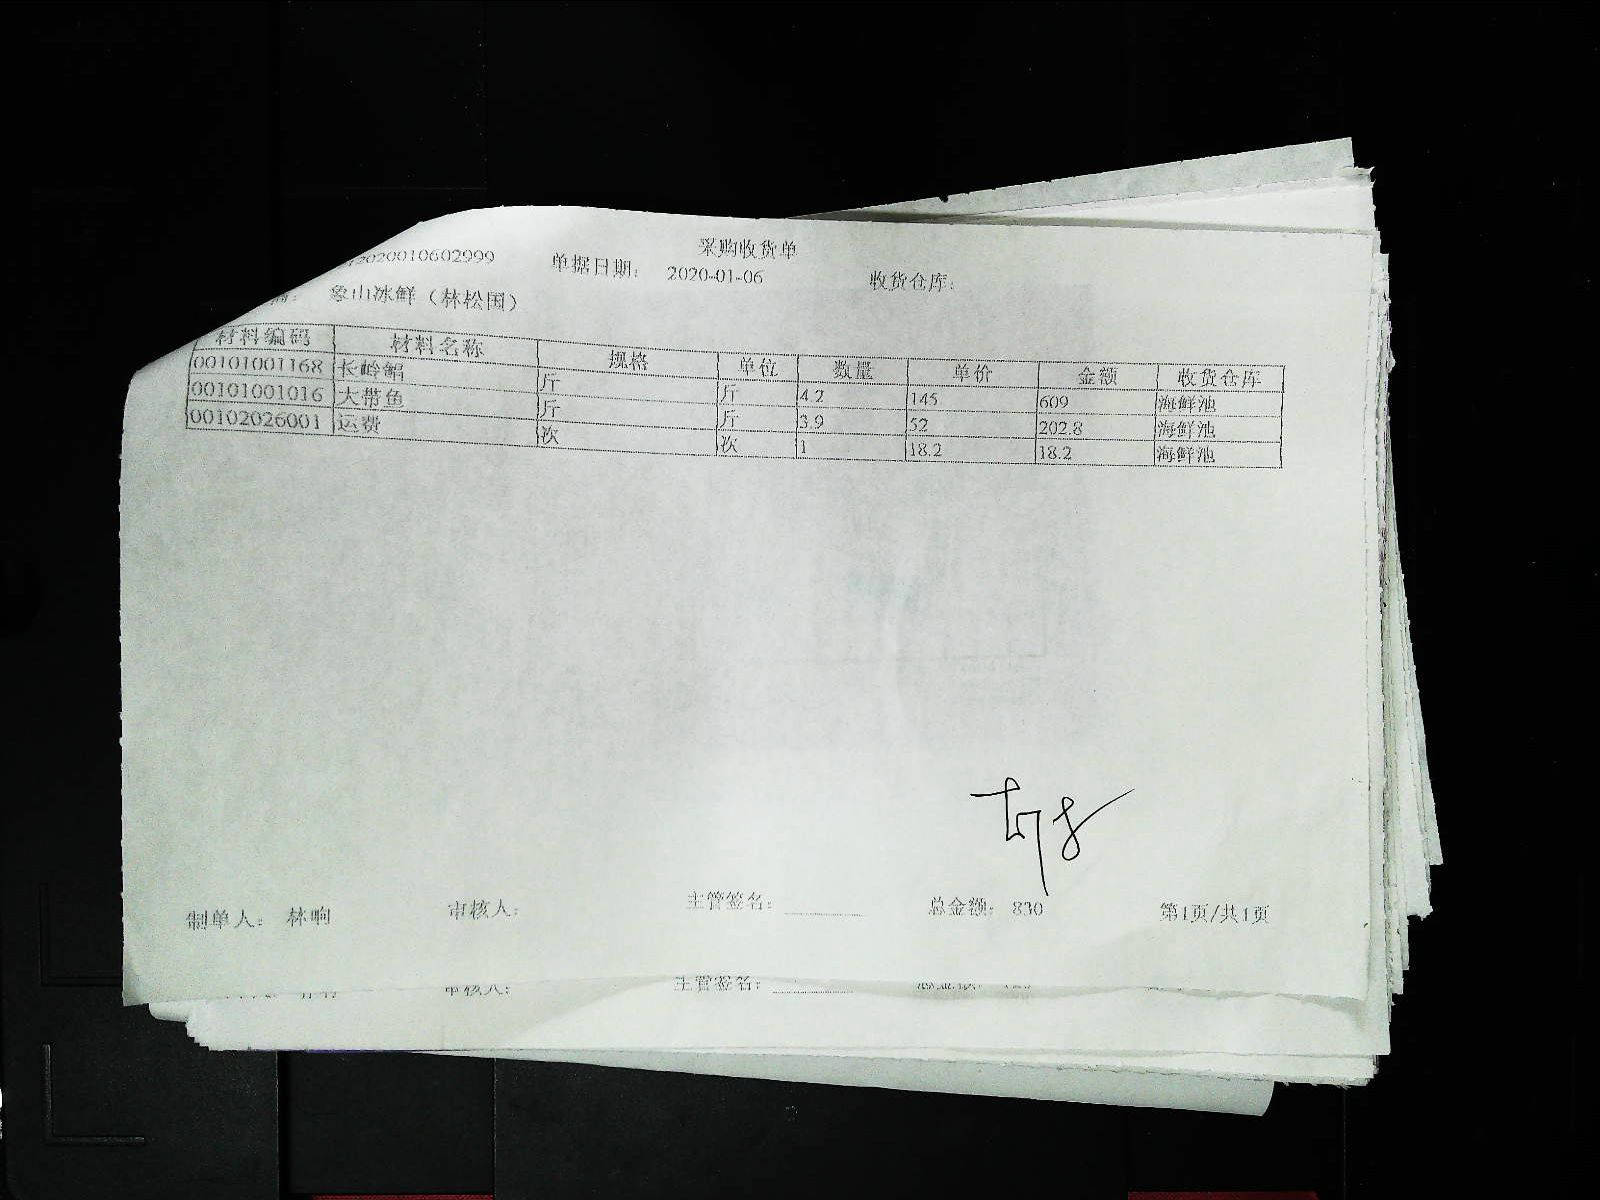 采购收货单
2020010602999 单据日期: 2020-01-06 收货仓库:
商: 象山冰鲜（林松国）
材料编码 材料名称 规格 单位 数量 单价 金额 收货仓库
00101001168 长岭鲳 斤 斤 4.2 145 609 海鲜池
00101001016 大带鱼 斤 斤 3.9 52 202.8 海鲜池
00102026001 运费 次 次 1 18.2 18.2 海鲜池
制单人: 林响 审核人: 主管签名: 总金额: 830 第1页/共1页
审核人: 主管签名: